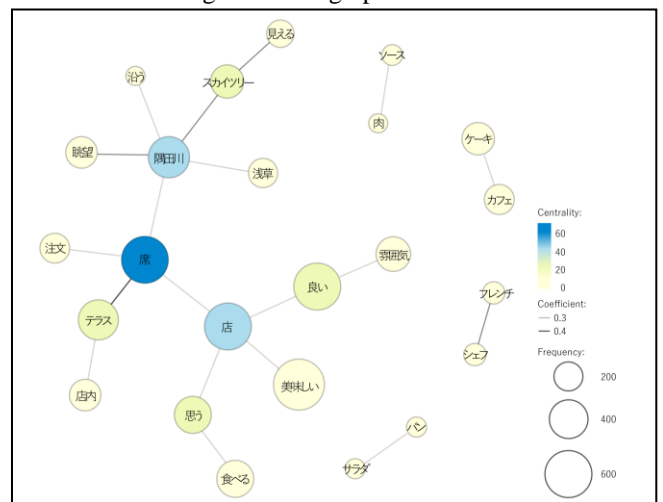 見える
ソース
沿う
スカイツリー
肉
ケーキ
眺望
隅田川
浅草
カフェ
Centrality:
60
40
20
0
注文
席
雰囲気
良い
フレンチ
Coefficient:
0.3
0.4
テラス
店
シェフ
Frequency:
200
店内
美味しい
思う
400
パン
サラダ
食べる
600